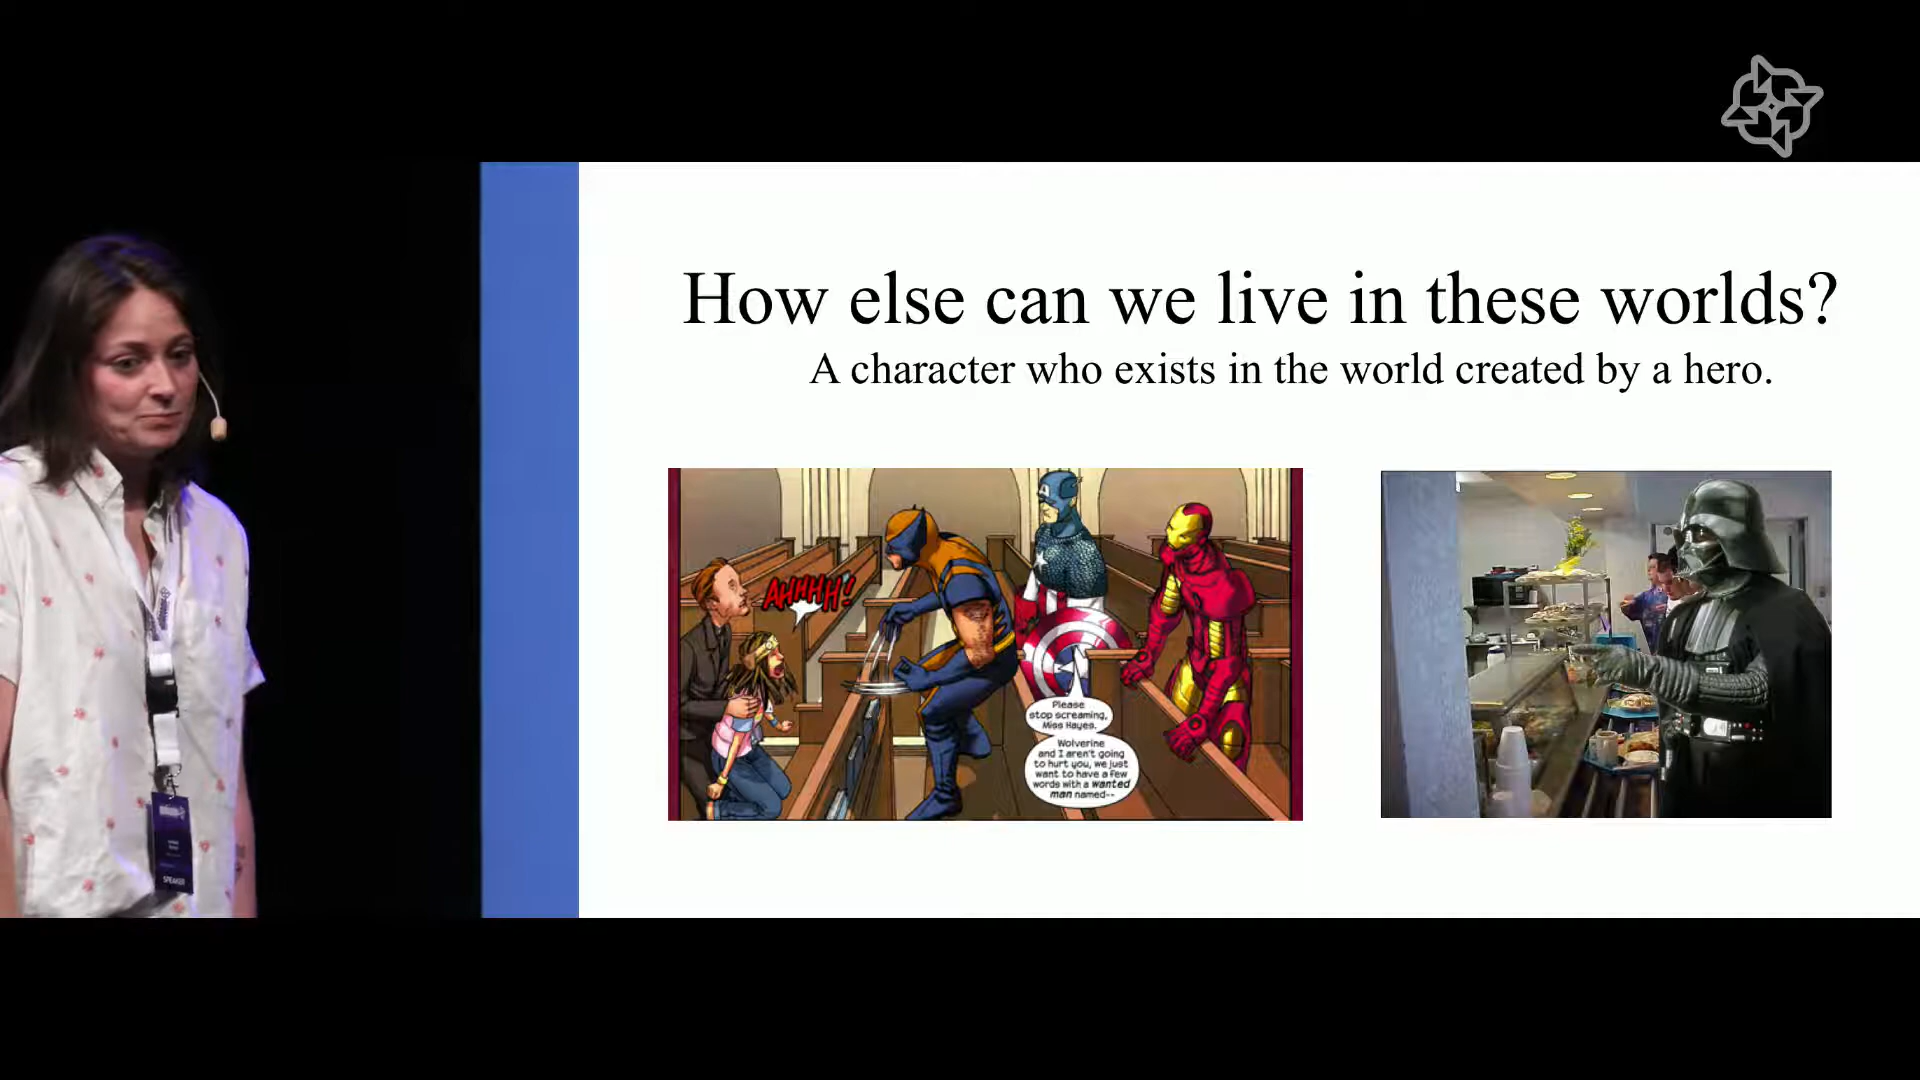 How else can we live in these worlds?
A character who exists in the world created by a hero.
AHHHH!
Please
stop screaming,
Miss Hayes.
Wolverine
and I aren't going
to hurt you, we just
want to have a few
words with a wanted
man named--
SPEAKER